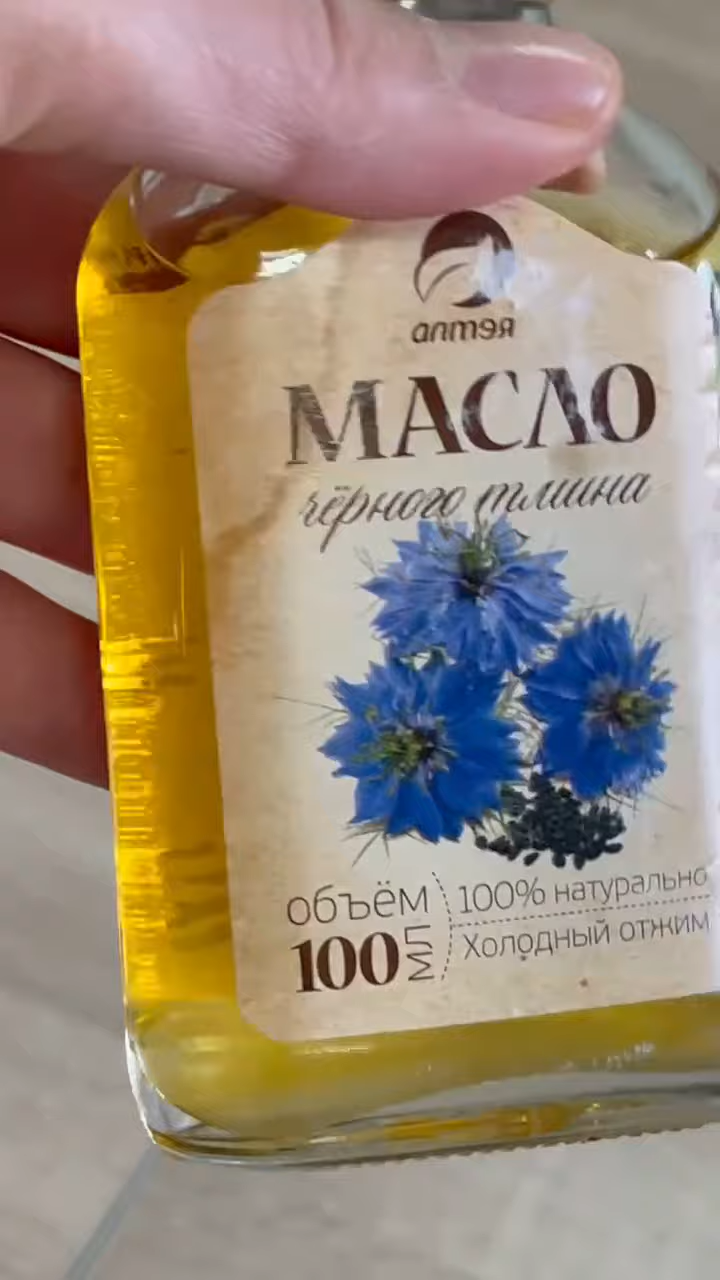 алтэя
МАСЛО
чёрного тмина
объём
100 мл
100% натурально
Холодный отжим